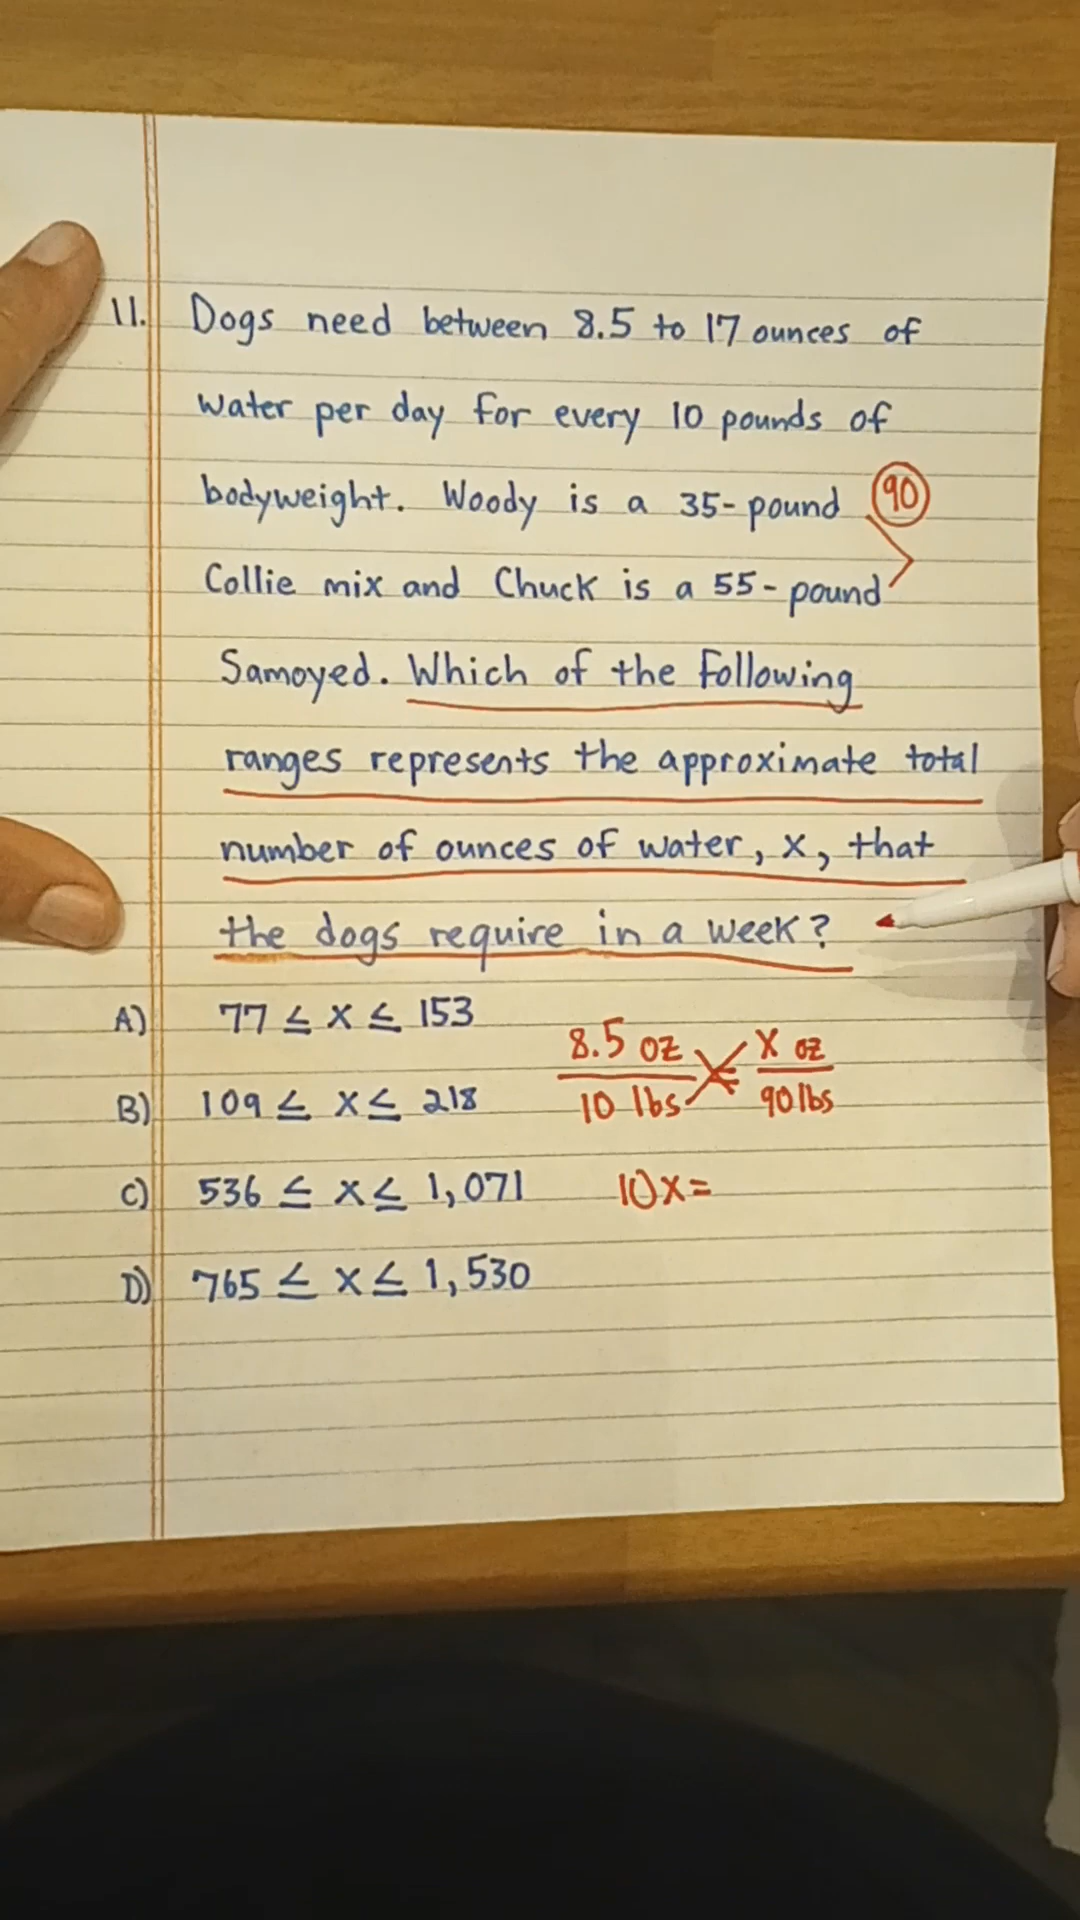 11. Dogs need between 8.5 to 17 ounces of
water per day for every 10 pounds of
bodyweight. Woody is a 35-pound 90
Collie mix and Chuck is a 55-pound
Samoyed. Which of the following
ranges represents the approximate total
number of ounces of water, x, that
the dogs require in a week?
A) 77 ≤ x ≤ 153
8.5 oz / 10 lbs = x oz / 90 lbs
B) 109 ≤ x ≤ 218
C) 536 ≤ x ≤ 1,071
10x =
D) 765 ≤ x ≤ 1,530